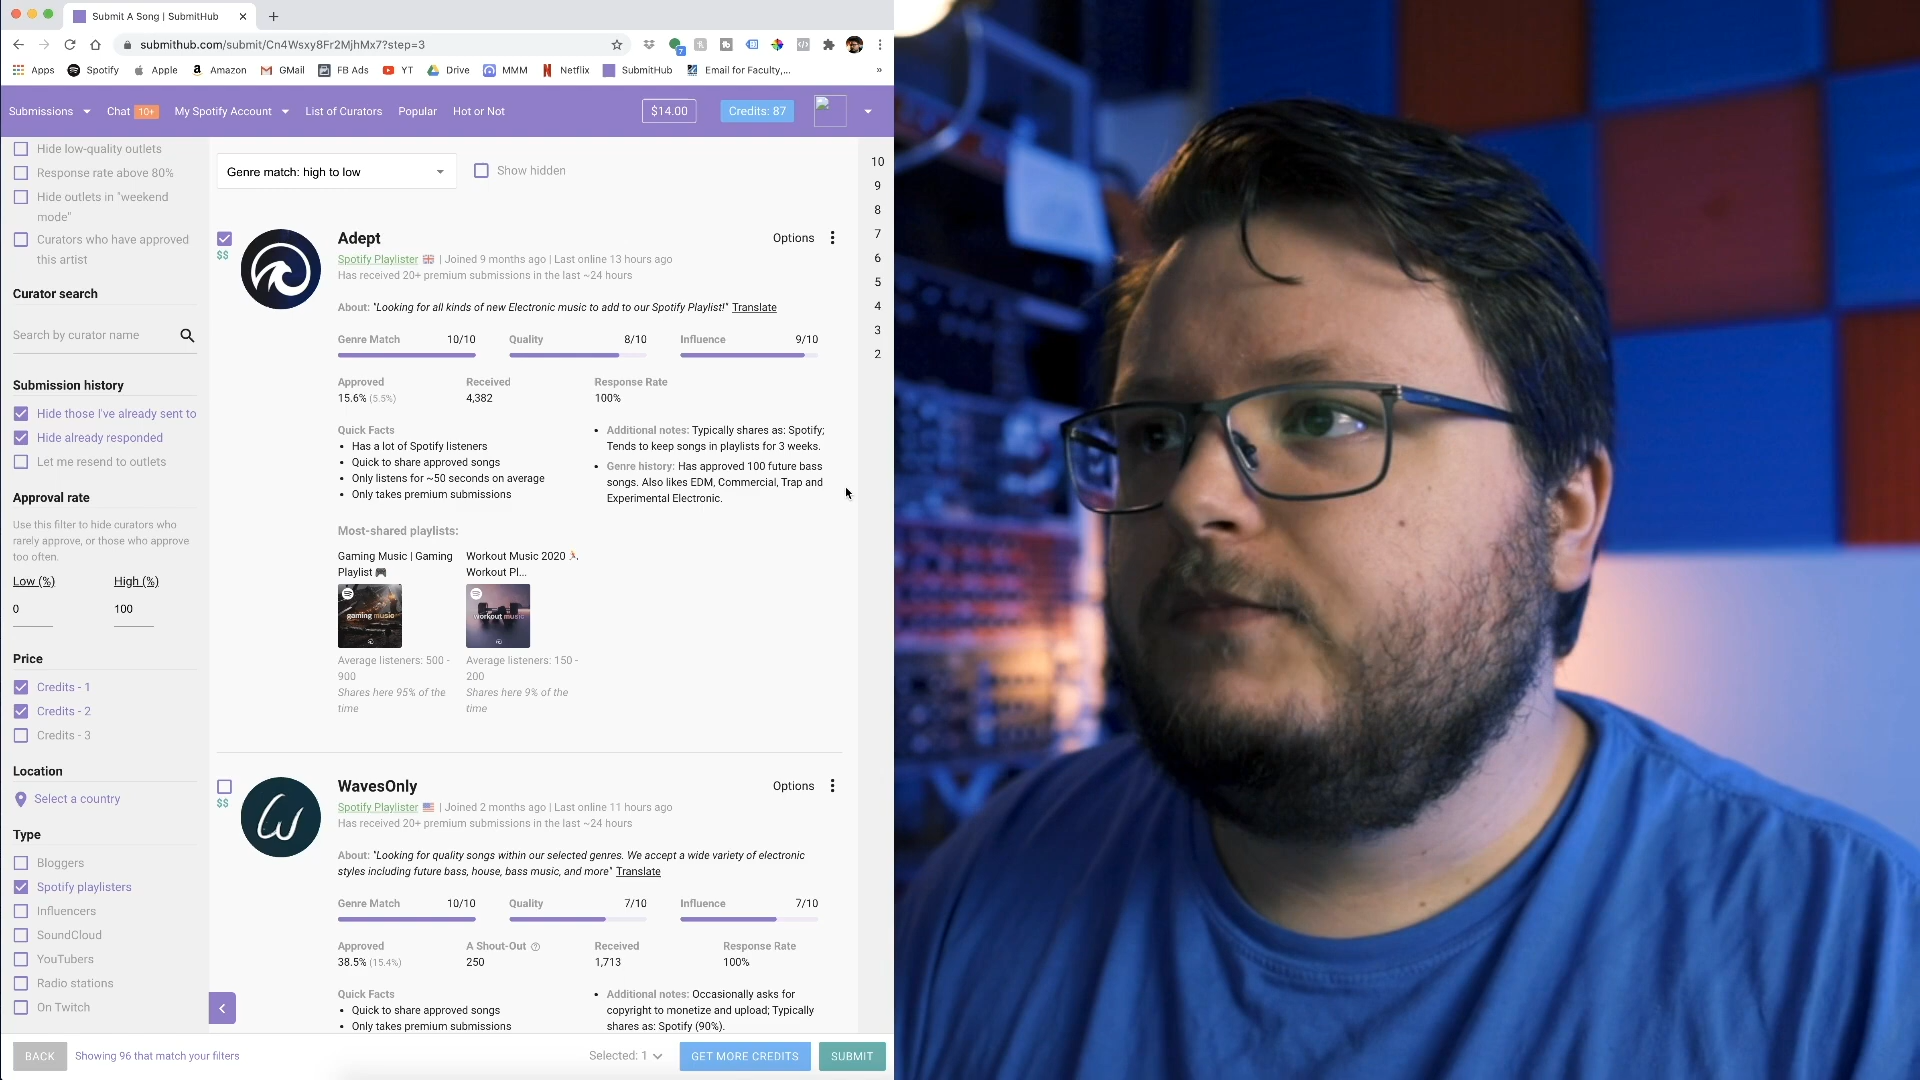 Submit A Song | SubmitHub
submithub.com/submit/Cn4Wsxy8Fr2MjhMx7?step=3
Apps Spotify Apple Amazon GMail FB Ads YT Drive MMM Netflix SubmitHub Email for Faculty,... »
Submissions Chat 10+ My Spotify Account List of Curators Popular Hot or Not $14.00 Credits: 87
Hide low-quality outlets
Response rate above 80%
Hide outlets in "weekend
mode"
Curators who have approved
this artist
Curator search
Search by curator name
Submission history
Hide those I've already sent to
Hide already responded
Let me resend to outlets
Approval rate
Use this filter to hide curators who
rarely approve, or those who approve
too often.
Low (%) High (%)
0 100
Price
Credits - 1
Credits - 2
Credits - 3
Location
Select a country
Type
Bloggers
Spotify playlisters
Influencers
SoundCloud
YouTubers
Radio stations
On Twitch
Genre match: high to low
Show hidden
Adept
Options
$$
Spotify Playlister | Joined 9 months ago | Last online 13 hours ago
Has received 20+ premium submissions in the last ~24 hours
About: "Looking for all kinds of new Electronic music to add to our Spotify Playlist!" Translate
Genre Match 10/10 Quality 8/10 Influence 9/10
Approved Received Response Rate
15.6% (5.5%) 4,382 100%
Quick Facts
• Has a lot of Spotify listeners
• Quick to share approved songs
• Only listens for ~50 seconds on average
• Only takes premium submissions
• Additional notes: Typically shares as: Spotify;
Tends to keep songs in playlists for 3 weeks.
• Genre history: Has approved 100 future bass
songs. Also likes EDM, Commercial, Trap and
Experimental Electronic.
Most-shared playlists:
Gaming Music | Gaming
Playlist 🎮
gaming music
Average listeners: 500 -
900
Shares here 95% of the
time
Workout Music 2020 🏃
Workout Pl...
workout music
Average listeners: 150 -
200
Shares here 9% of the
time
WavesOnly
Options
$$
Spotify Playlister | Joined 2 months ago | Last online 11 hours ago
Has received 20+ premium submissions in the last ~24 hours
About: "Looking for quality songs within our selected genres. We accept a wide variety of electronic
styles including future bass, house, bass music, and more" Translate
Genre Match 10/10 Quality 7/10 Influence 7/10
Approved A Shout-Out Received Response Rate
38.5% (15.4%) 250 1,713 100%
Quick Facts
• Quick to share approved songs
• Only takes premium submissions
• Additional notes: Occasionally asks for
copyright to monetize and upload; Typically
shares as: Spotify (90%).
10
9
8
7
6
5
4
3
2
BACK Showing 96 that match your filters Selected: 1 GET MORE CREDITS SUBMIT